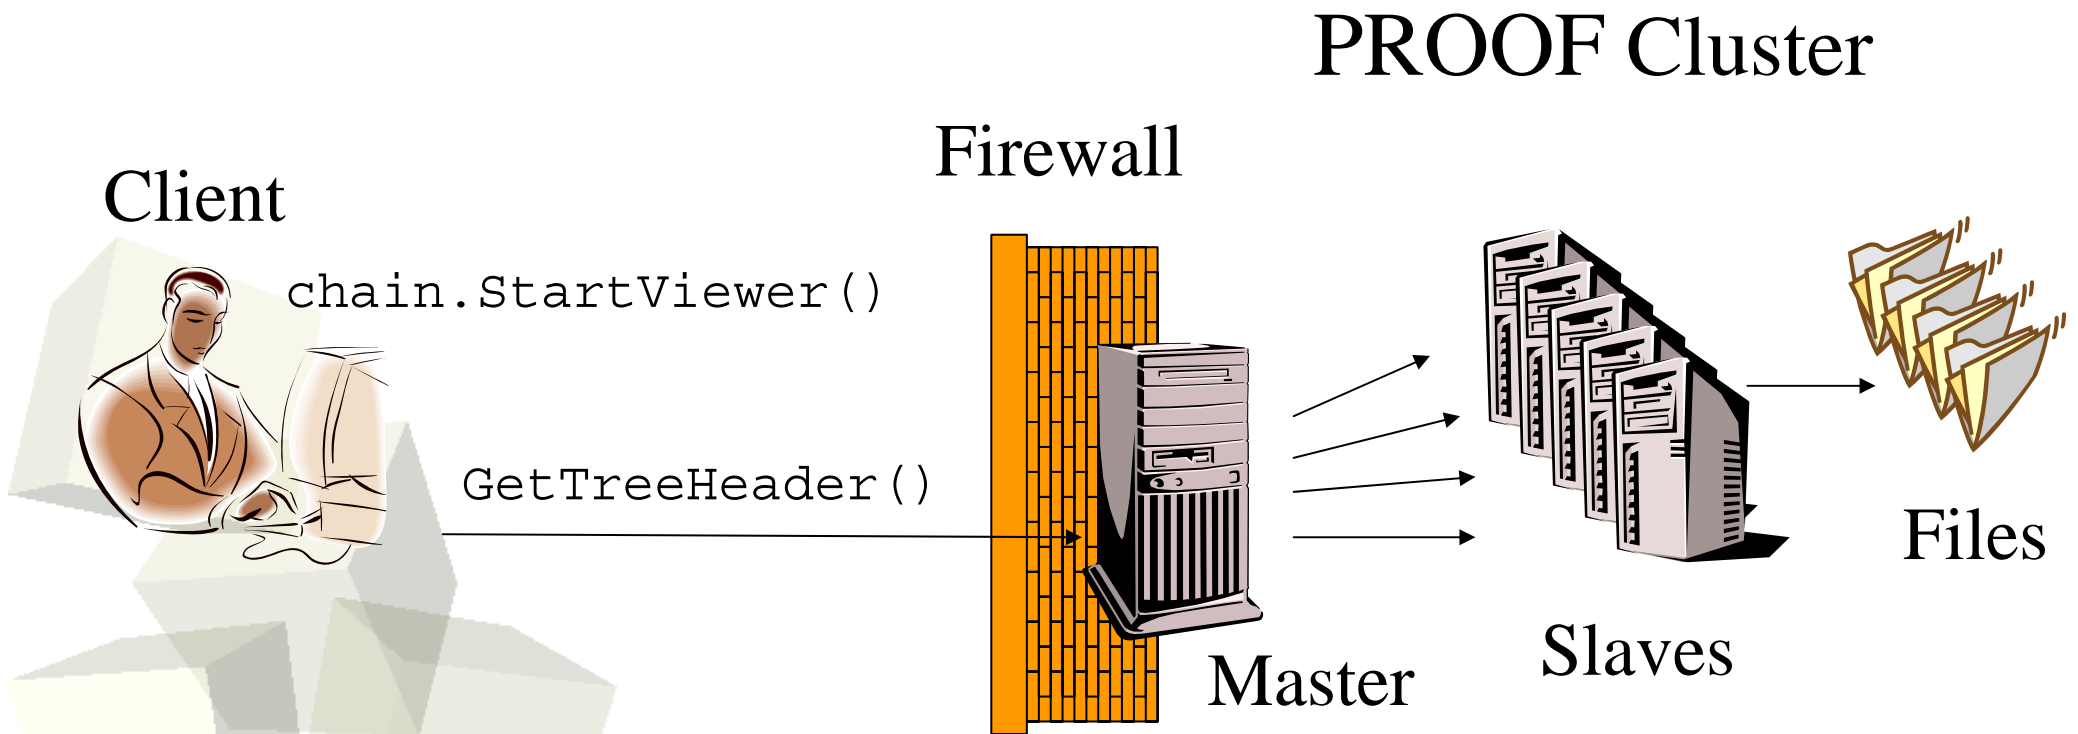 PROOF Cluster
Firewall
Client
chain.StartViewer()
GetTreeHeader()
Files
Slaves
Master